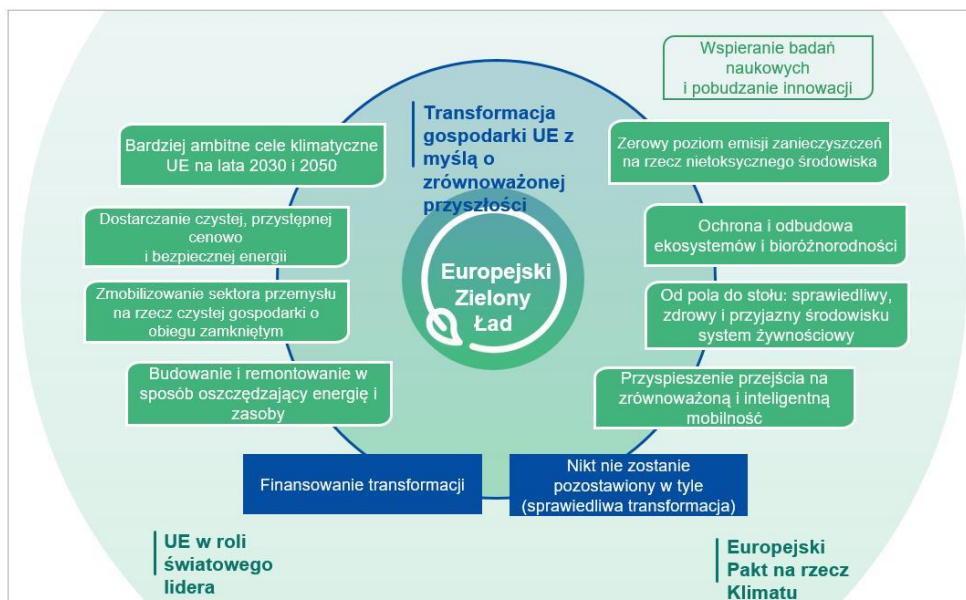 Wspieranie badań
naukowych
i pobudzanie innowacji
Transformacja
gospodarki UE z
myślą o
zrównoważonej
przyszłości
Bardziej ambitne cele klimatyczne
UE na lata 2030 i 2050
Zerowy poziom emisji zanieczyszczeń
na rzecz nietoksycznego środowiska
Dostarczanie czystej, przystępnej
cenowo
i bezpiecznej energii
Ochrona i odbudowa
ekosystemów i bioróżnorodności
Europejski
Zielony
Ład
Zmobilizowanie sektora przemysłu
na rzecz czystej gospodarki o
obiegu zamkniętym
Od pola do stołu: sprawiedliwy,
zdrowy i przyjazny środowisku
system żywnościowy
Budowanie i remontowanie w
sposób oszczędzający energię i
zasoby
Przyspieszenie przejścia na
zrównoważoną i inteligentną
mobilność
Finansowanie transformacji
Nikt nie zostanie
pozostawiony w tyle
(sprawiedliwa transformacja)
UE w roli
światowego
lidera
Europejski
Pakt na rzecz
Klimatu